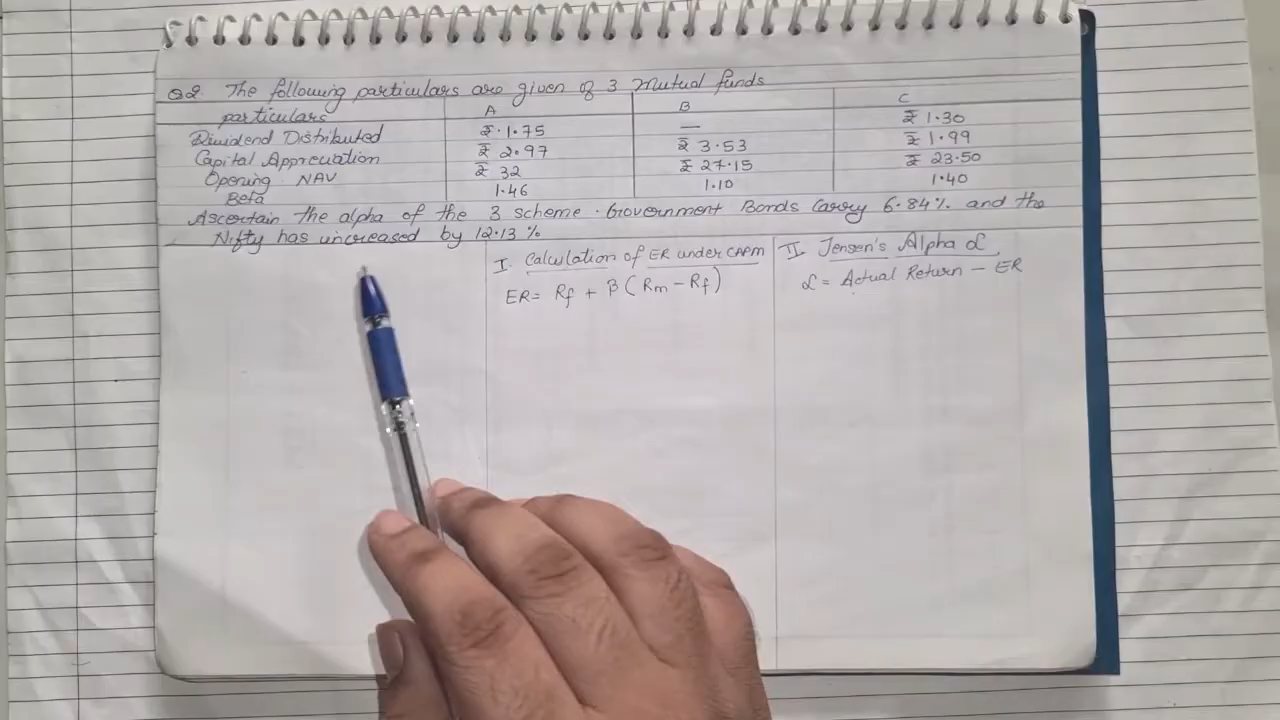 Q2. The following particulars are given of 3 Mutual funds
particulars A B C
Dividend Distributed ₹ 1.75 — ₹ 1.30
Capital Appreciation ₹ 2.97 ₹ 3.53 ₹ 1.99
Opening NAV ₹ 32 ₹ 27.15 ₹ 23.50
Beta 1.46 1.10 1.40
Ascertain the alpha of the 3 scheme. Government Bonds Carry 6.84% and the
Nifty has increased by 12.13 %
I. Calculation of ER under CAPM
ER = Rf + β (Rm - Rf)
II Jensen's Alpha α
α = Actual Return - ER